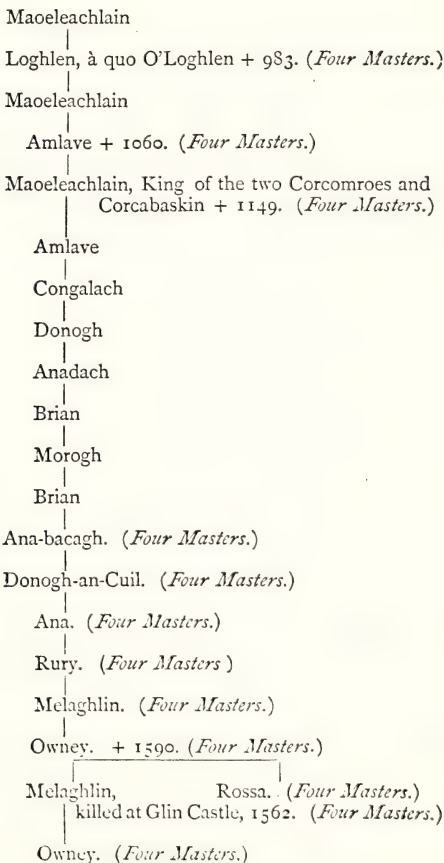 Maoeleachlain
Loghlen, à quo O'Loghlen + 983. (Four Masters.)
Maoeleachlain
Amlave + 1060. (Four Masters.)
Maoeleachlain, King of the two Corcomroes and
Corcabaskin + 1149. (Four Masters.)
Amlave
Congalach
Donogh
Anadach
Brian
Morogh
Brian
Ana-bacagh. (Four Masters.)
Donogh-an-Cuil. (Four Masters.)
Ana. (Four Masters.)
Rury. (Four Masters )
Melaghlin. (Four Masters.)
Owney. + 1590. (Four Masters.)
Melaghlin, Rossa. (Four Masters.)
killed at Glin Castle, 1562. (Four Masters.)
Owney. (Four Masters.)